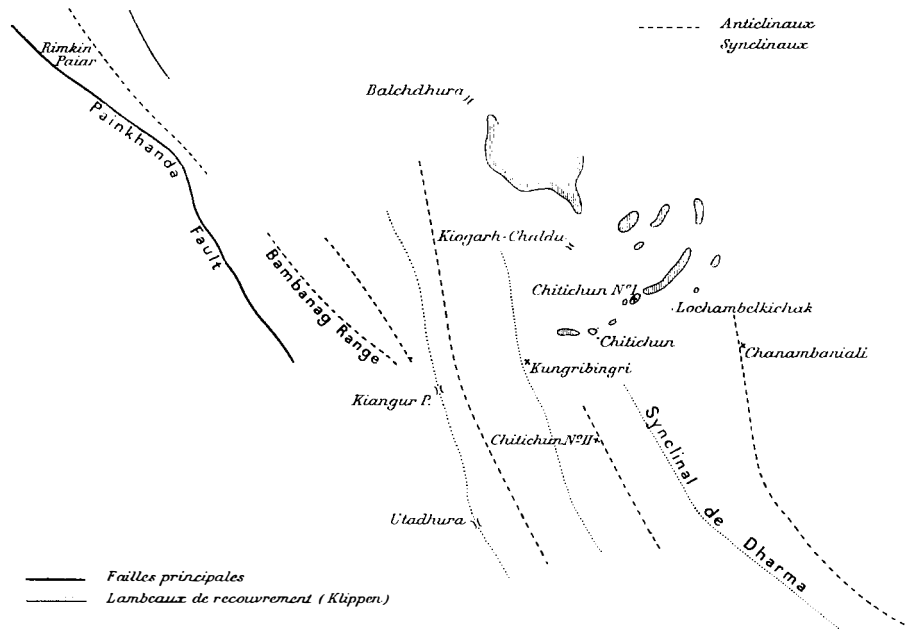 Anticlinaux
Synclinaux
Rimkin
Paiar
Painkhanda
Fault
Balchdhura
Kiogarh-Chaldu
Bambanag Range
Chitichun Nº I
Lochambelkichak
Chitichun
Chanambaniali
Kungribingri
Kiangur P.
Chitichun Nº II
Synclinal de Dharma
Utadhura
Failles principales
Lambeaux de recouvrement (Klippen)